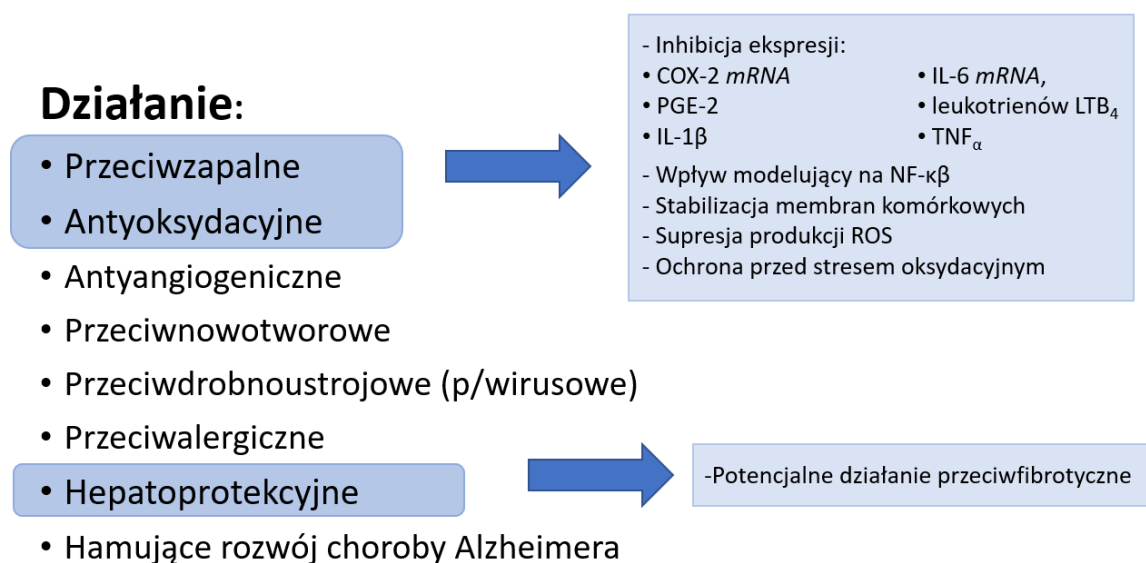 Działanie:
• Przeciwzapalne
• Antyoksydacyjne
• Antyangiogeniczne
• Przeciwnowotworowe
• Przeciwdrobnoustrojowe (p/wirusowe)
• Przeciwalergiczne
• Hepatoprotekcyjne
• Hamujące rozwój choroby Alzheimera
- Inhibicja ekspresji:
• COX-2 mRNA
• PGE-2
• IL-1β
• IL-6 mRNA,
• leukotrienów LTB₄
• TNFα
- Wpływ modelujący na NF-κβ
- Stabilizacja membran komórkowych
- Supresja produkcji ROS
- Ochrona przed stresem oksydacyjnym
-Potencjalne działanie przeciwfibrotyczne